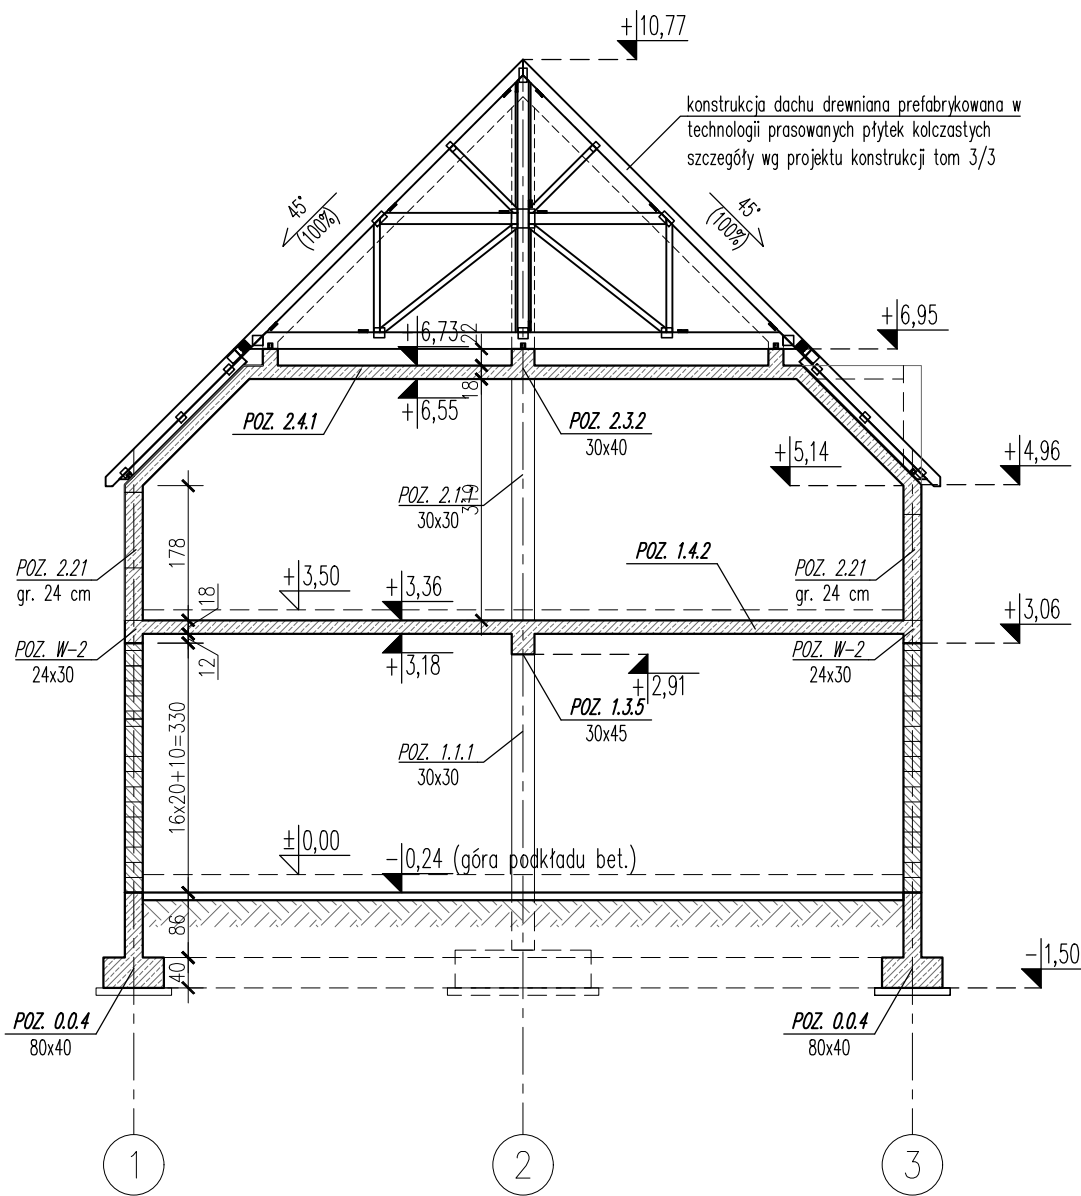 +10,77
konstrukcja dachu drewniana prefabrykowana w
technologii prasowanych płytek kolczastych
szczegóły wg projektu konstrukcji tom 3/3
45°
(100%)
45°
(100%)
+6,95
+6,73
22
18
+6,55
POZ. 2.4.1
POZ. 2.3.2
30x40
+5,14
+4,96
POZ. 2.1.1
30x30
319
178
POZ. 1.4.2
POZ. 2.21
gr. 24 cm
POZ. 2.21
gr. 24 cm
+3,50
+3,36
18
+3,06
POZ. W-2
24x30
12
+3,18
POZ. W-2
24x30
+2,91
POZ. 1.3.5
30x45
POZ. 1.1.1
30x30
16x20+10=330
±0,00
-0,24 (góra podkładu bet.)
86
40
-1,50
POZ. 0.0.4
80x40
POZ. 0.0.4
80x40
1
2
3